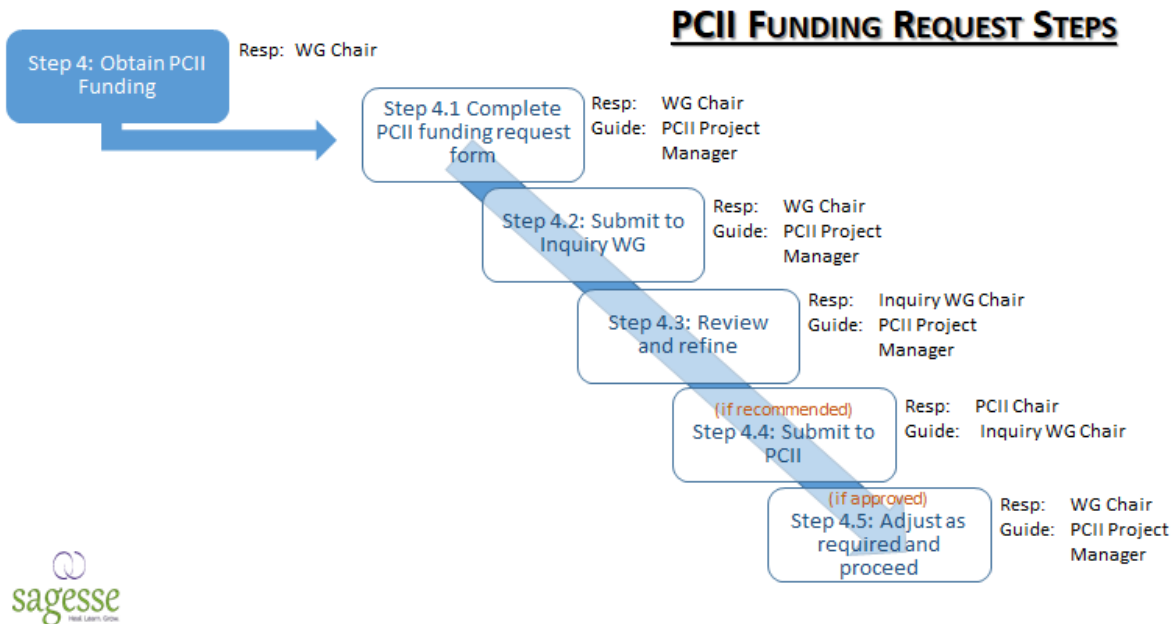 PCII FUNDING REQUEST STEPS
Step 4: Obtain PCII
Funding
Resp: WG Chair
Step 4.1 Complete
PCII funding request
form
Resp: WG Chair
Guide: PCII Project
Manager
Step 4.2: Submit to
Inquiry WG
Resp: WG Chair
Guide: PCII Project
Manager
Step 4.3: Review
and refine
Resp: Inquiry WG Chair
Guide: PCII Project
Manager
(if recommended)
Step 4.4: Submit to
PCII
Resp: PCII Chair
Guide: Inquiry WG Chair
(if approved)
Step 4.5: Adjust as
required and
proceed
Resp: WG Chair
Guide: PCII Project
Manager
sagesse
Heal. Learn. Grow.